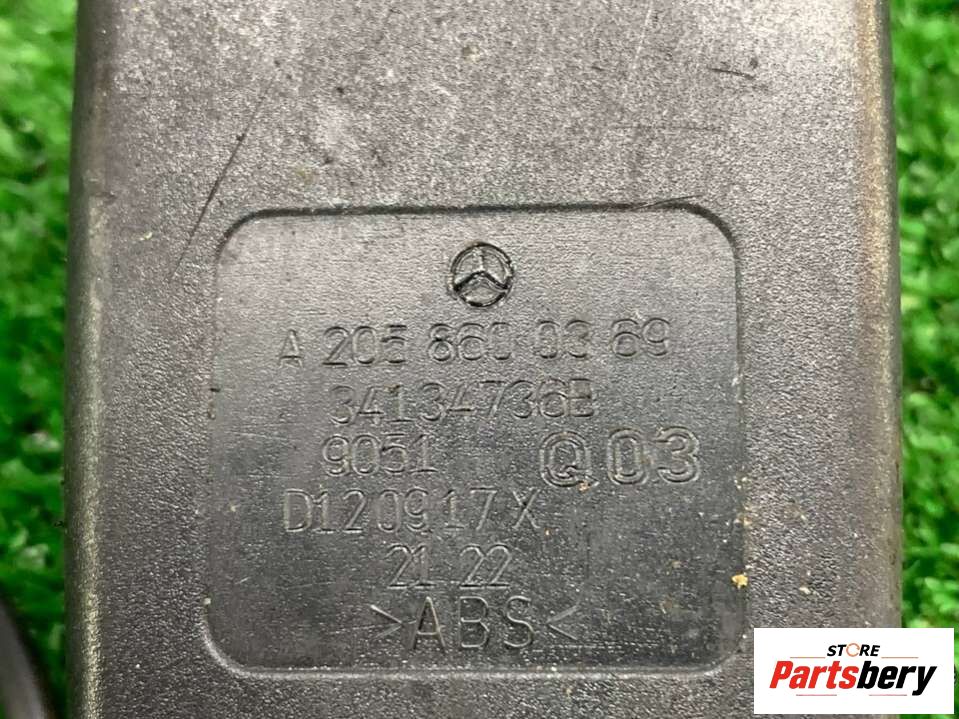 A 205 860 03 69
34134736B
9051 Q03
D120917X
21 22
>ABS<
STORE
Partsbery